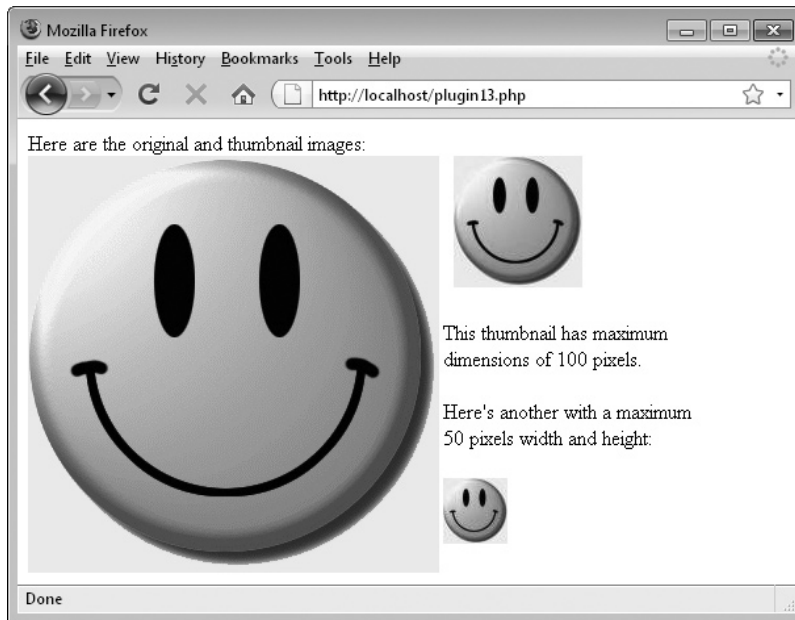 Mozilla Firefox
File Edit View History Bookmarks Tools Help
http://localhost/plugin13.php
Here are the original and thumbnail images:
This thumbnail has maximum
dimensions of 100 pixels.
Here's another with a maximum
50 pixels width and height:
Done